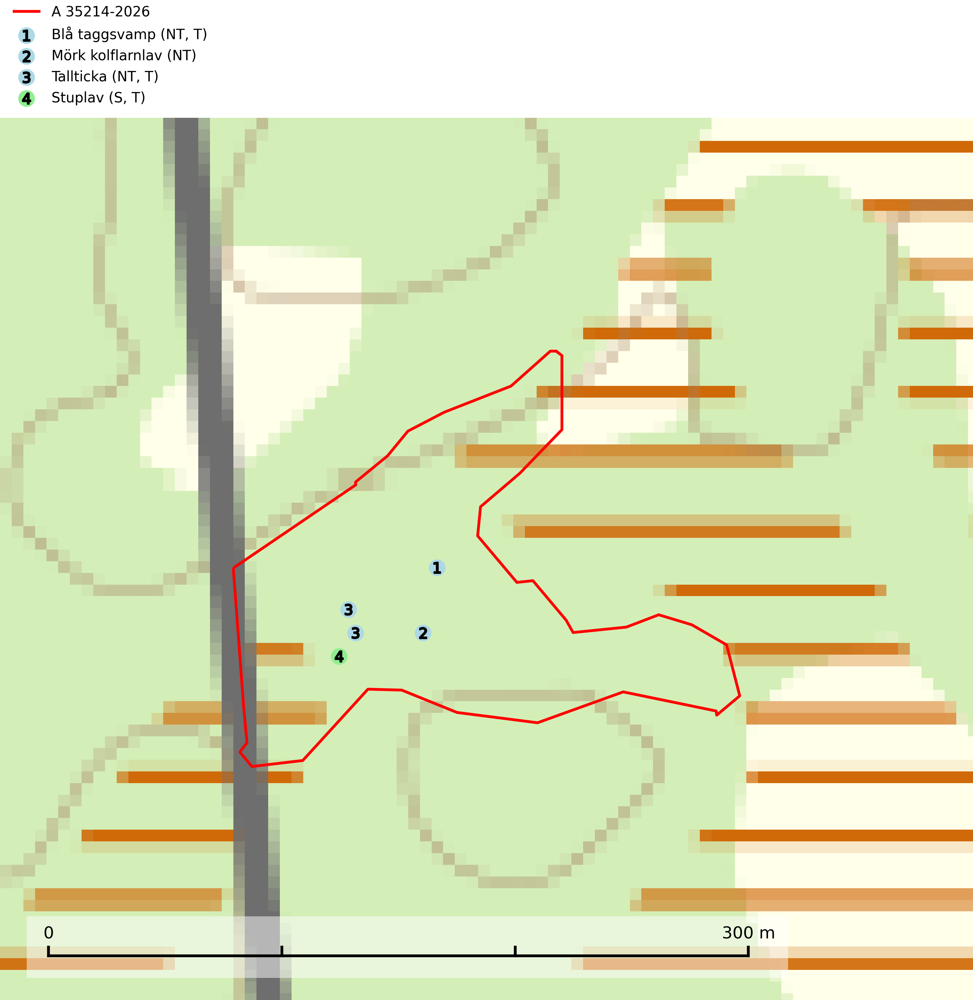 A 35214-2026
1 Blå taggsvamp (NT, T)
2 Mörk kolflarnlav (NT)
3 Tallticka (NT, T)
4 Stuplav (S, T)
1
3
3 2
4
0 300 m